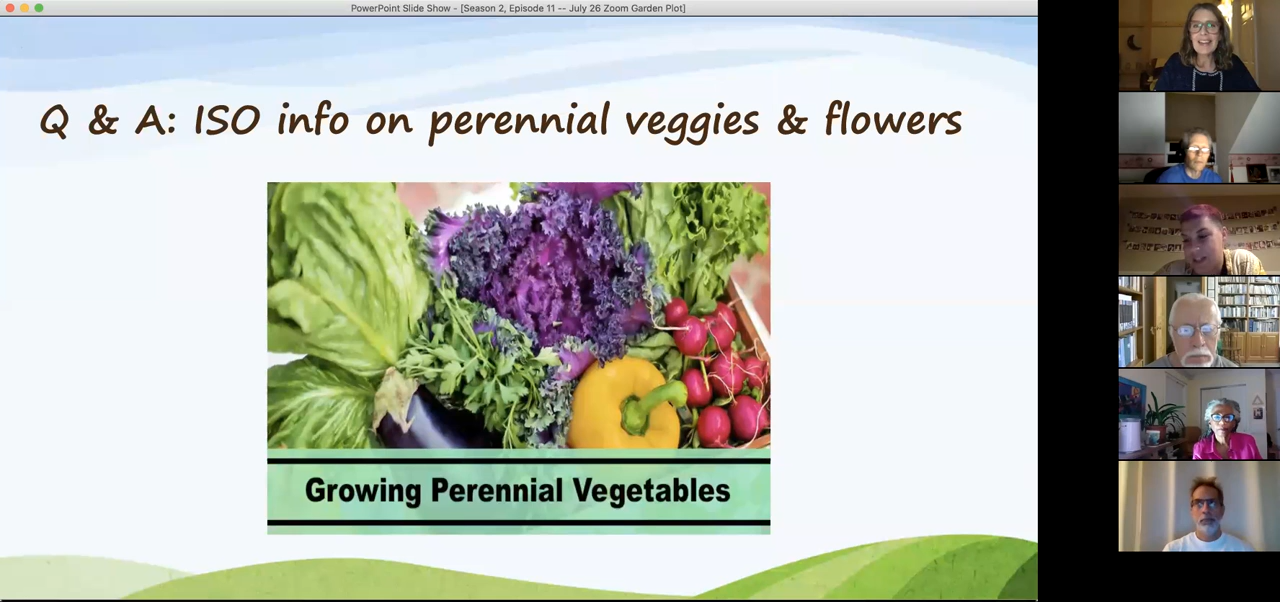 PowerPoint Slide Show - [Season 2, Episode 11 -- July 26 Zoom Garden Plot]
Q & A: ISO info on perennial veggies & flowers
Growing Perennial Vegetables